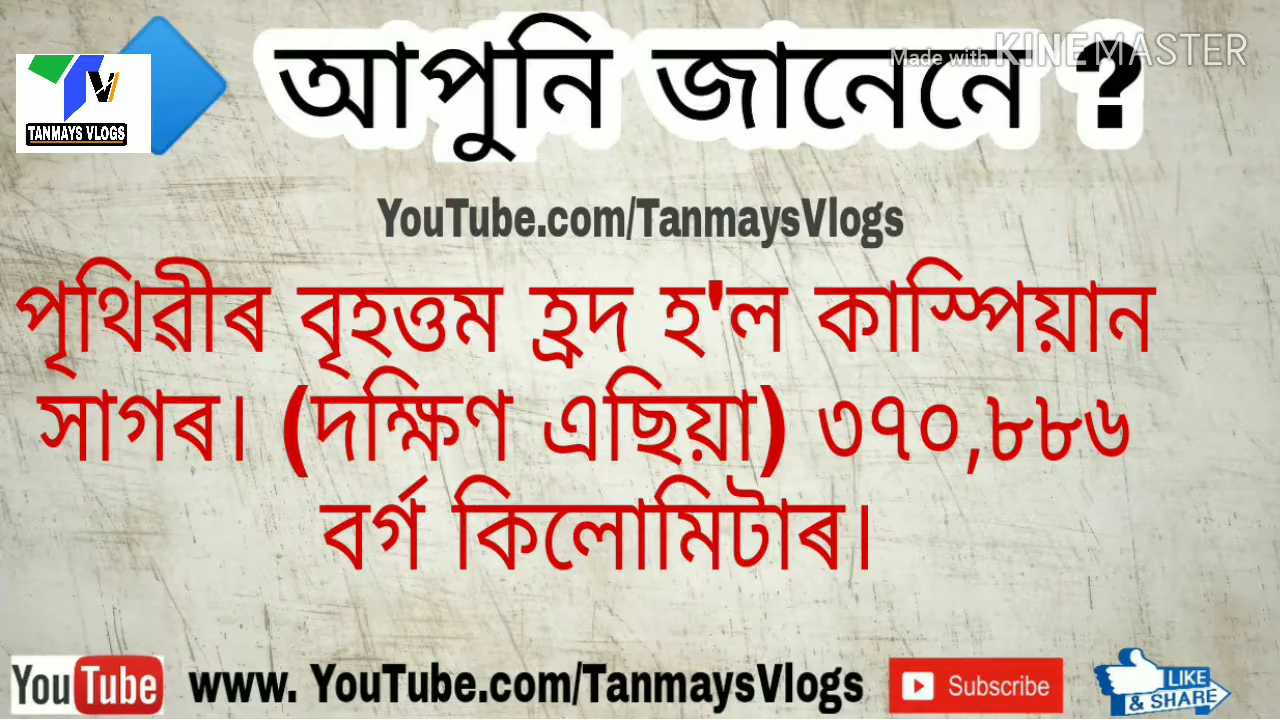 আপুনি জানেনে ?
Made with KINEMASTER
TV
TANMAYS VLOGS
YouTube.com/TanmaysVlogs
পৃথিৱীৰ বৃহত্তম হ্ৰদ হ'ল কাস্পিয়ান
সাগৰ। (দক্ষিণ এছিয়া) ৩৭০,৮৮৬
বৰ্গ কিলোমিটাৰ।
YouTube
www. YouTube.com/TanmaysVlogs
Subscribe
LIKE
& SHARE